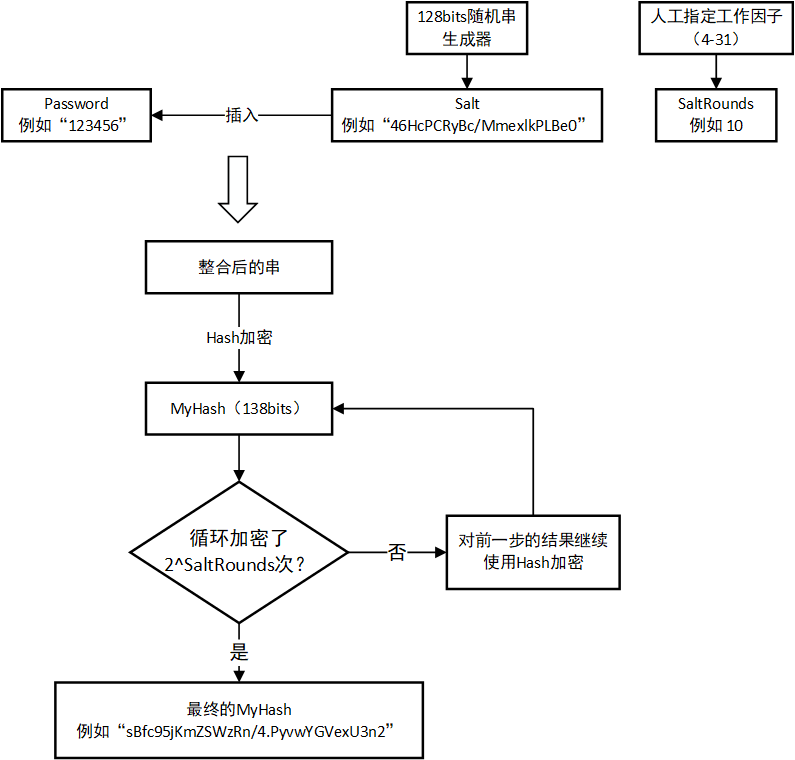 128bits随机串
生成器
人工指定工作因子
（4-31）
Password
例如“123456”
插入
Salt
例如“46HcPCRyBc/MmexlkPLBe0”
SaltRounds
例如 10
整合后的串
Hash加密
MyHash（138bits）
循环加密了
2^SaltRounds次？
否
对前一步的结果继续
使用Hash加密
是
最终的MyHash
例如“sBfc95jKmZSWzRn/4.PyvwYGVexU3n2”